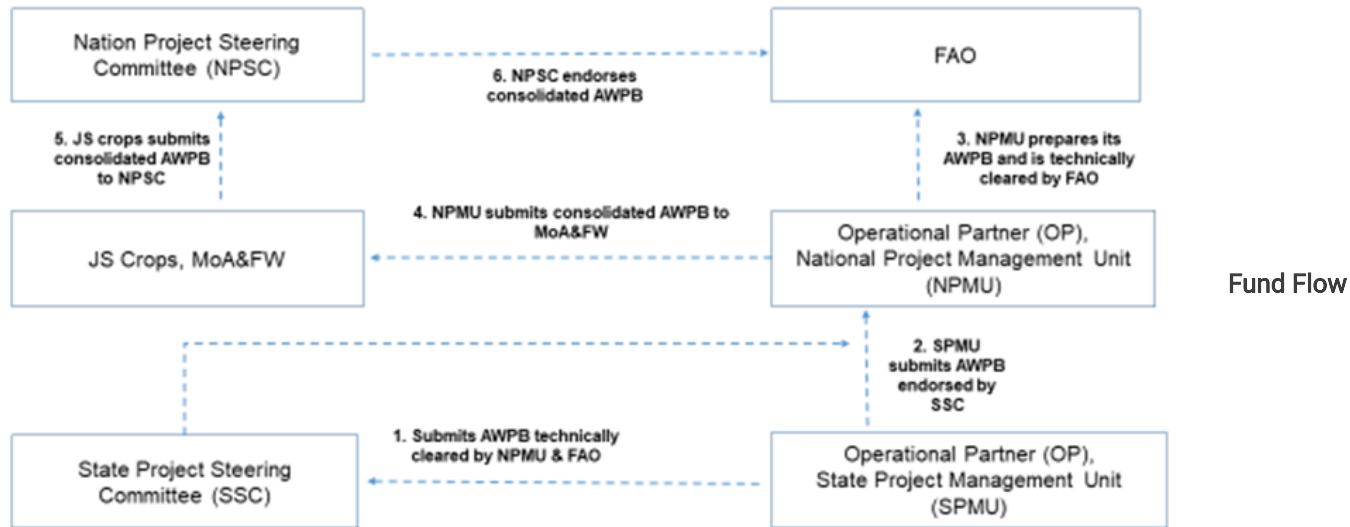 Nation Project Steering
Committee (NPSC)
6. NPSC endorses
consolidated AWPB
FAO
5. JS crops submits
consolidated AWPB
to NPSC
3. NPMU prepares its
AWPB and is technically
cleared by FAO
JS Crops, MoA&FW
4. NPMU submits consolidated AWPB to
MoA&FW
Operational Partner (OP),
National Project Management Unit
(NPMU)
Fund Flow
2. SPMU
submits AWPB
endorsed by
SSC
State Project Steering
Committee (SSC)
1. Submits AWPB technically
cleared by NPMU & FAO
Operational Partner (OP),
State Project Management Unit
(SPMU)